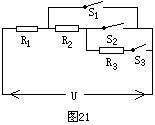 S₁
R₁ R₂ S₂
R₃ S₃
U
图21